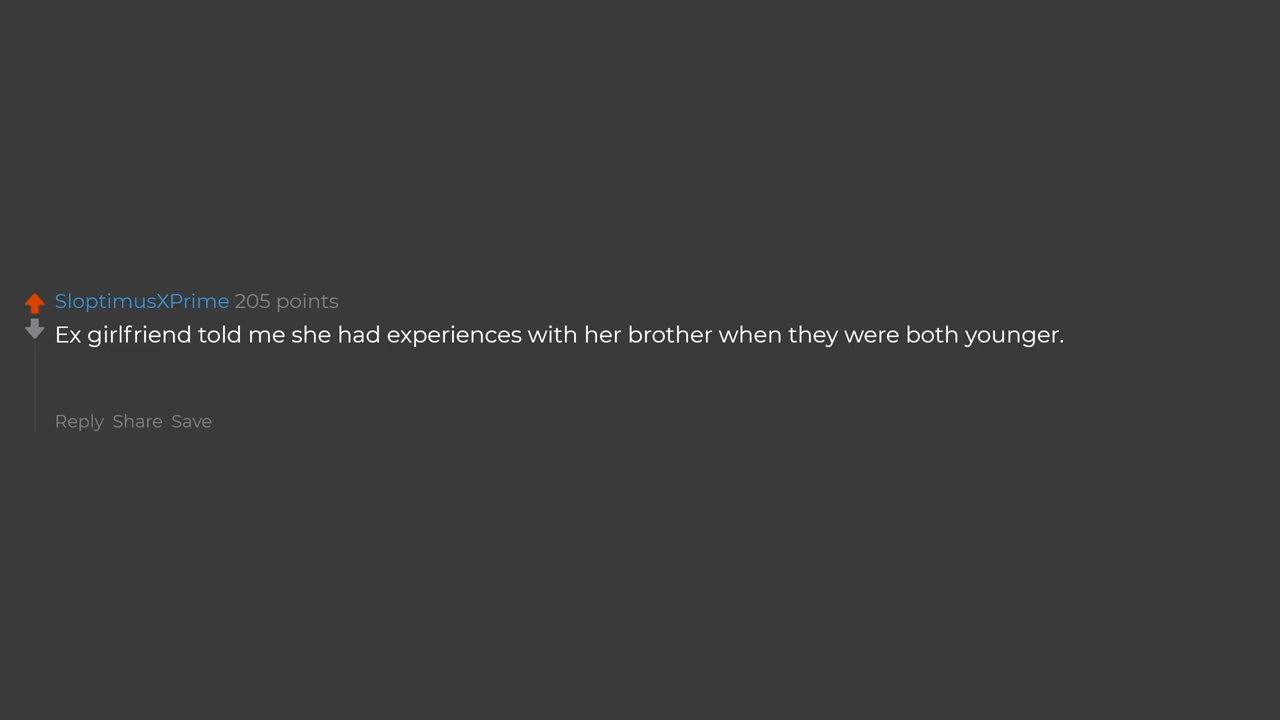 SloptimusXPrime 205 points
Ex girlfriend told me she had experiences with her brother when they were both younger.
Reply Share Save